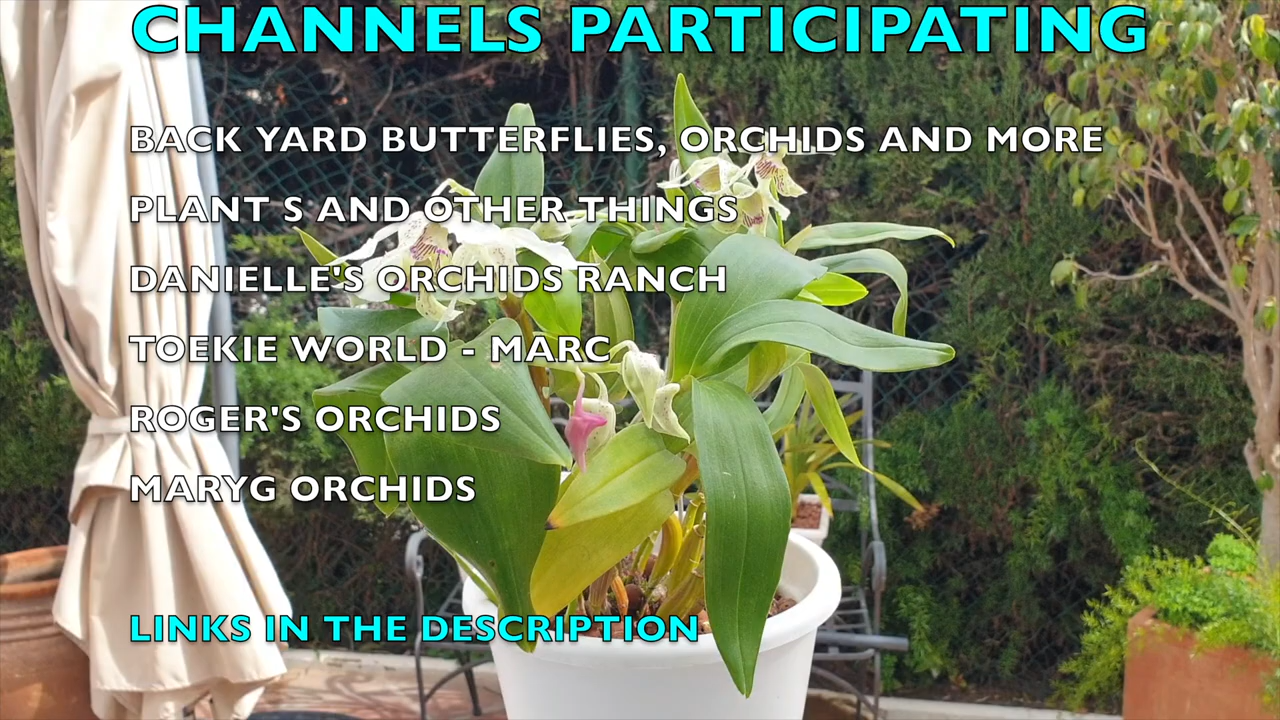 CHANNELS PARTICIPATING
BACK YARD BUTTERFLIES, ORCHIDS AND MORE
PLANT S AND OTHER THINGS
DANIELLE'S ORCHIDS RANCH
TOEKIE WORLD - MARC
ROGER'S ORCHIDS
MARYG ORCHIDS
LINKS IN THE DESCRIPTION